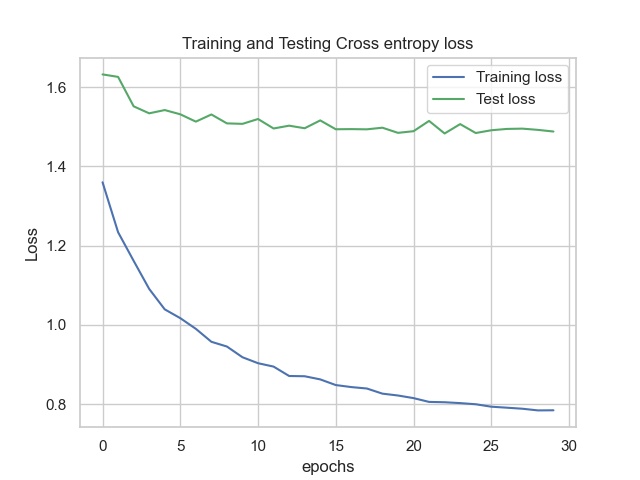 Training and Testing Cross entropy loss
Training loss
Test loss
Loss
1.6
1.4
1.2
1.0
0.8
0 5 10 15 20 25 30
epochs